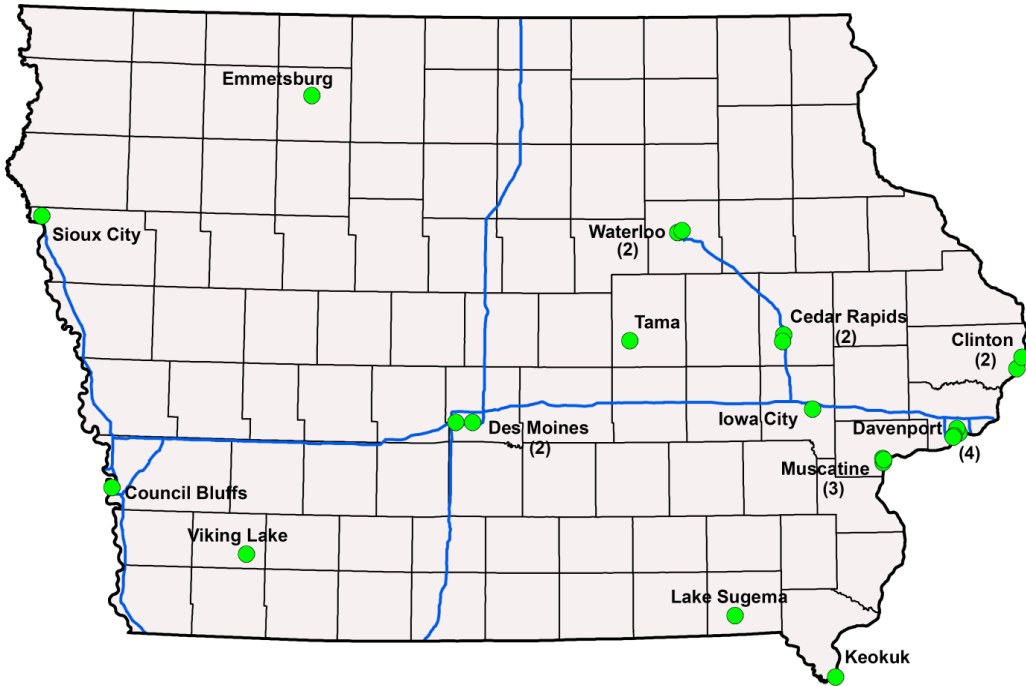 Emmetsburg
Sioux City
Waterloo
(2)
Cedar Rapids
(2)
Tama
Clinton
(2)
Iowa City
Des Moines
(2)
Davenport
(4)
Muscatine
(3)
Council Bluffs
Viking Lake
Lake Sugema
Keokuk